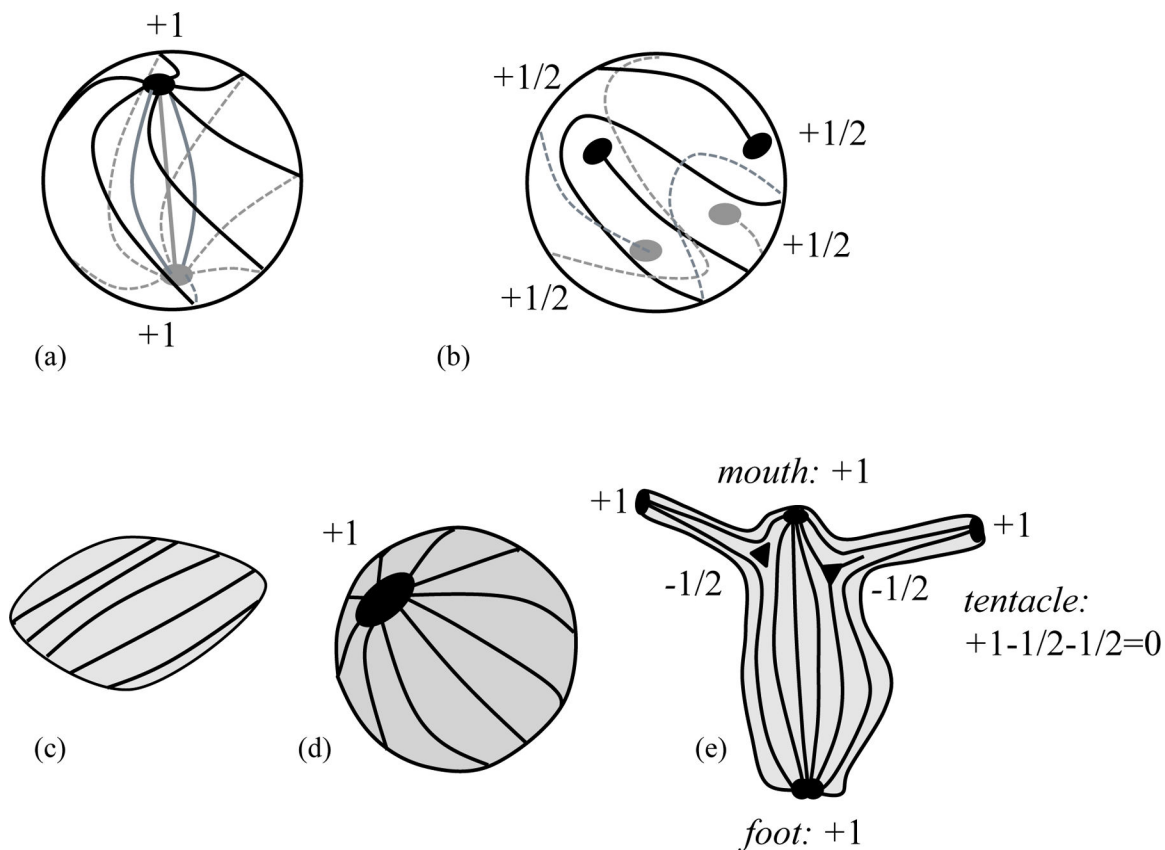 +1
+1/2
+1/2
+1/2
+1/2
+1
(a)
(b)
mouth: +1
+1
+1
+1
-1/2
-1/2
tentacle:
+1-1/2-1/2=0
(c)
(d)
(e)
foot: +1